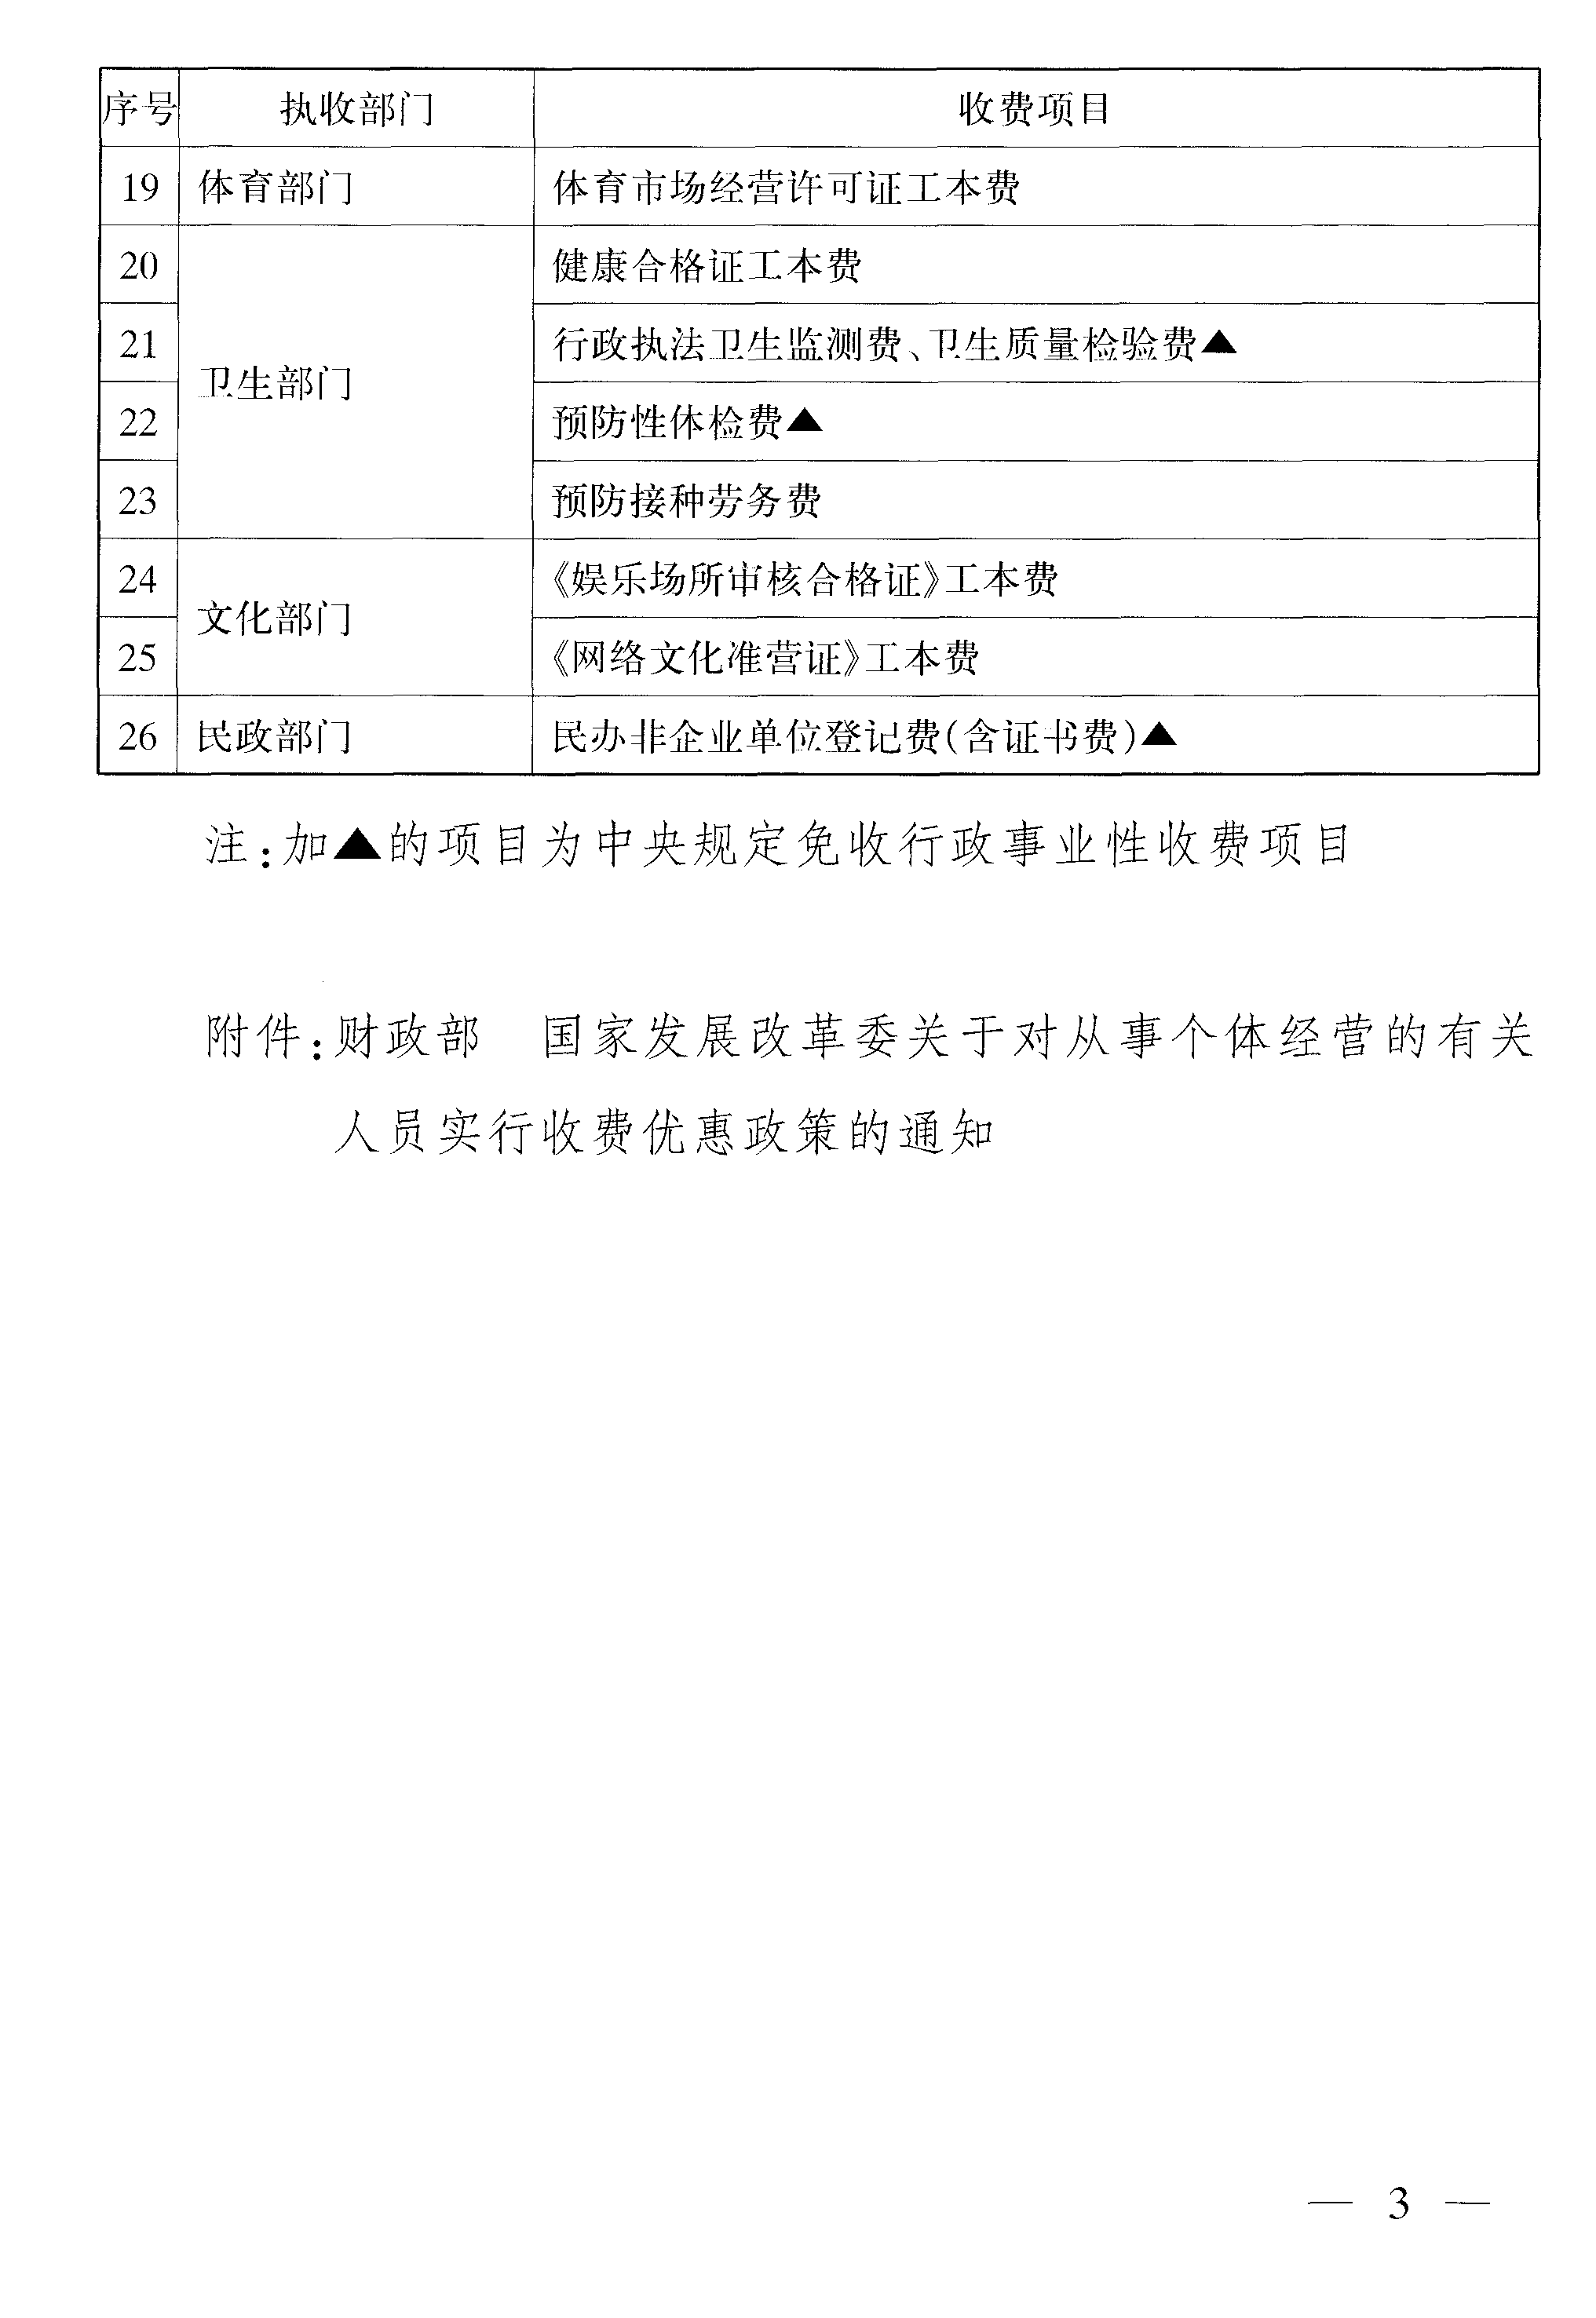 序号 执收部门 收费项目
19 体育部门 体育市场经营许可证工本费
20 健康合格证工本费
21 行政执法卫生监测费、卫生质量检验费▲
卫生部门
22 预防性体检费▲
23 预防接种劳务费
24 《娱乐场所审核合格证》工本费
文化部门
25 《网络文化准营证》工本费
26 民政部门 民办非企业单位登记费(含证书费)▲
注:加▲的项目为中央规定免收行政事业性收费项目
附件:财政部 国家发展改革委关于对从事个体经营的有关
人员实行收费优惠政策的通知
— 3 —